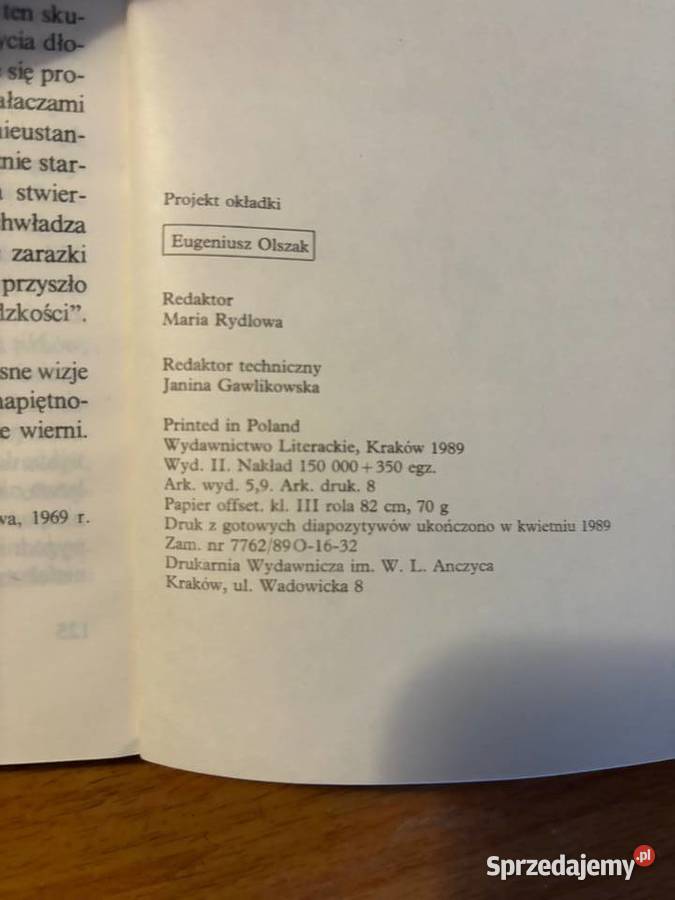 ten sku-
ycia dło-
się pro-
ałaczami
nieustan-
nie star-
stwier-
hwładza
zarazki
przyszło
dzkości”.
sne wizje
napiętno-
e wierni.
wa, 1969 r.
125
Projekt okładki
Eugeniusz Olszak
Redaktor
Maria Rydlowa
Redaktor techniczny
Janina Gawlikowska
Printed in Poland
Wydawnictwo Literackie, Kraków 1989
Wyd. II. Nakład 150 000 + 350 egz.
Ark. wyd. 5,9. Ark. druk. 8
Papier offset. kl. III rola 82 cm, 70 g
Druk z gotowych diapozytywów ukończono w kwietniu 1989
Zam. nr 7762/89 O-16-32
Drukarnia Wydawnicza im. W. L. Anczyca
Kraków, ul. Wadowicka 8
Sprzedajemy.pl